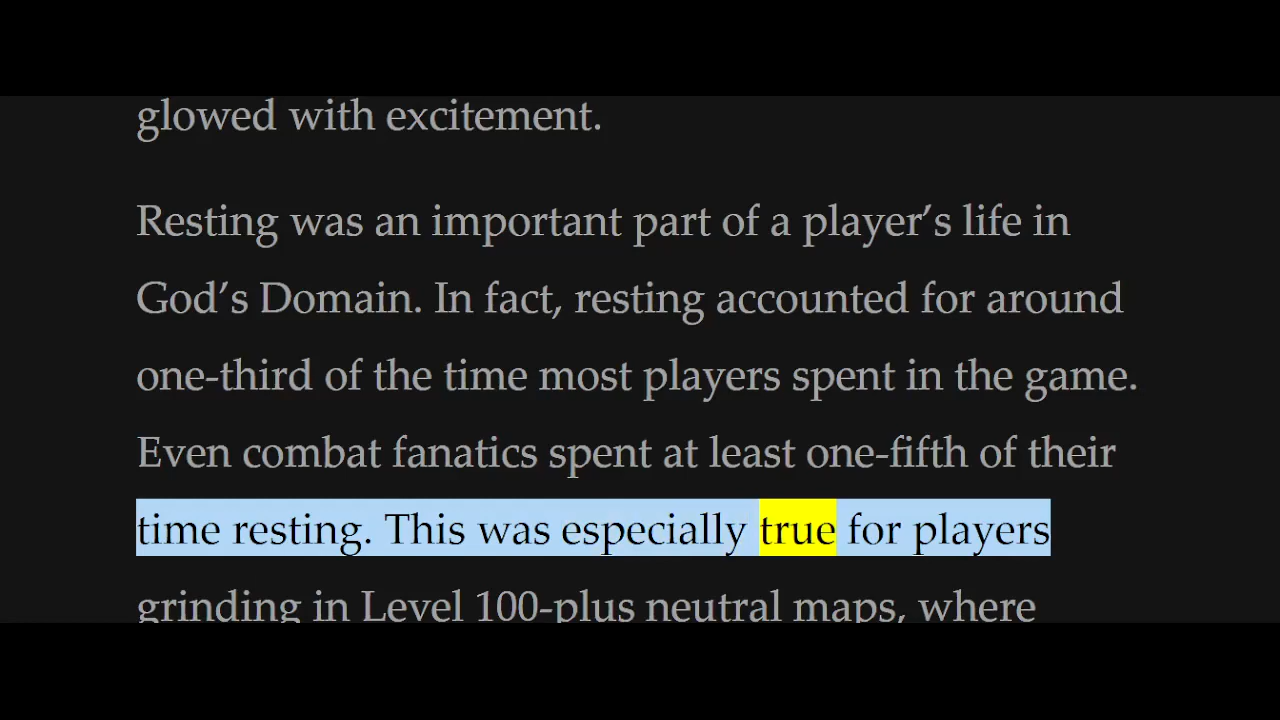 glowed with excitement.
Resting was an important part of a player’s life in
God’s Domain. In fact, resting accounted for around
one-third of the time most players spent in the game.
Even combat fanatics spent at least one-fifth of their
time resting. This was especially true for players
grinding in Level 100-plus neutral maps, where